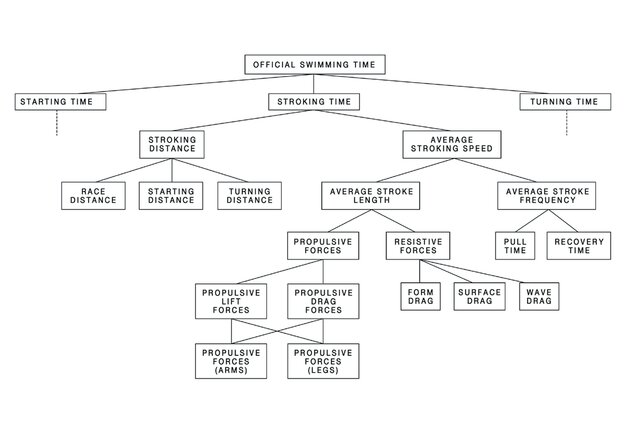 OFFICIAL SWIMMING TIME
STARTING TIME
STROKING TIME
TURNING TIME
STROKING
DISTANCE
AVERAGE
STROKING SPEED
RACE
DISTANCE
STARTING
DISTANCE
TURNING
DISTANCE
AVERAGE STROKE
LENGTH
AVERAGE STROKE
FREQUENCY
PROPULSIVE
FORCES
RESISTIVE
FORCES
PULL
TIME
RECOVERY
TIME
PROPULSIVE
LIFT
FORCES
PROPULSIVE
DRAG
FORCES
FORM
DRAG
SURFACE
DRAG
WAVE
DRAG
PROPULSIVE
FORCES
(ARMS)
PROPULSIVE
FORCES
(LEGS)